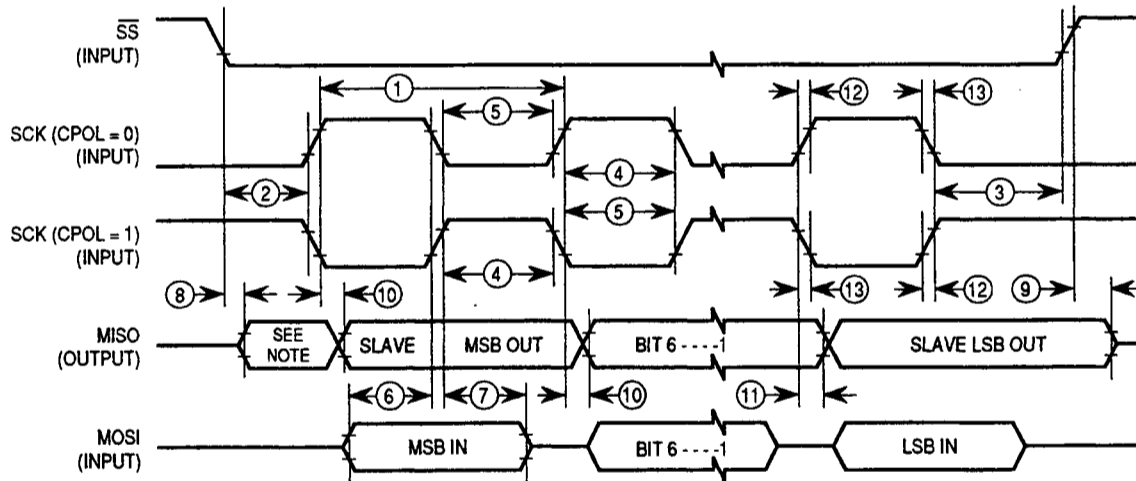 SS
(INPUT)
① ⑤ ⑫ ⑬
SCK (CPOL = 0)
(INPUT)
② ④ ③
⑤
SCK (CPOL = 1)
(INPUT)
④
⑧ ⑩ ⑬ ⑫ ⑨
MISO
(OUTPUT)
SEE
NOTE
SLAVE MSB OUT BIT 6 - - - - 1 SLAVE LSB OUT
⑥ ⑦ ⑩ ⑪
MOSI
(INPUT)
MSB IN BIT 6 - - - - 1 LSB IN